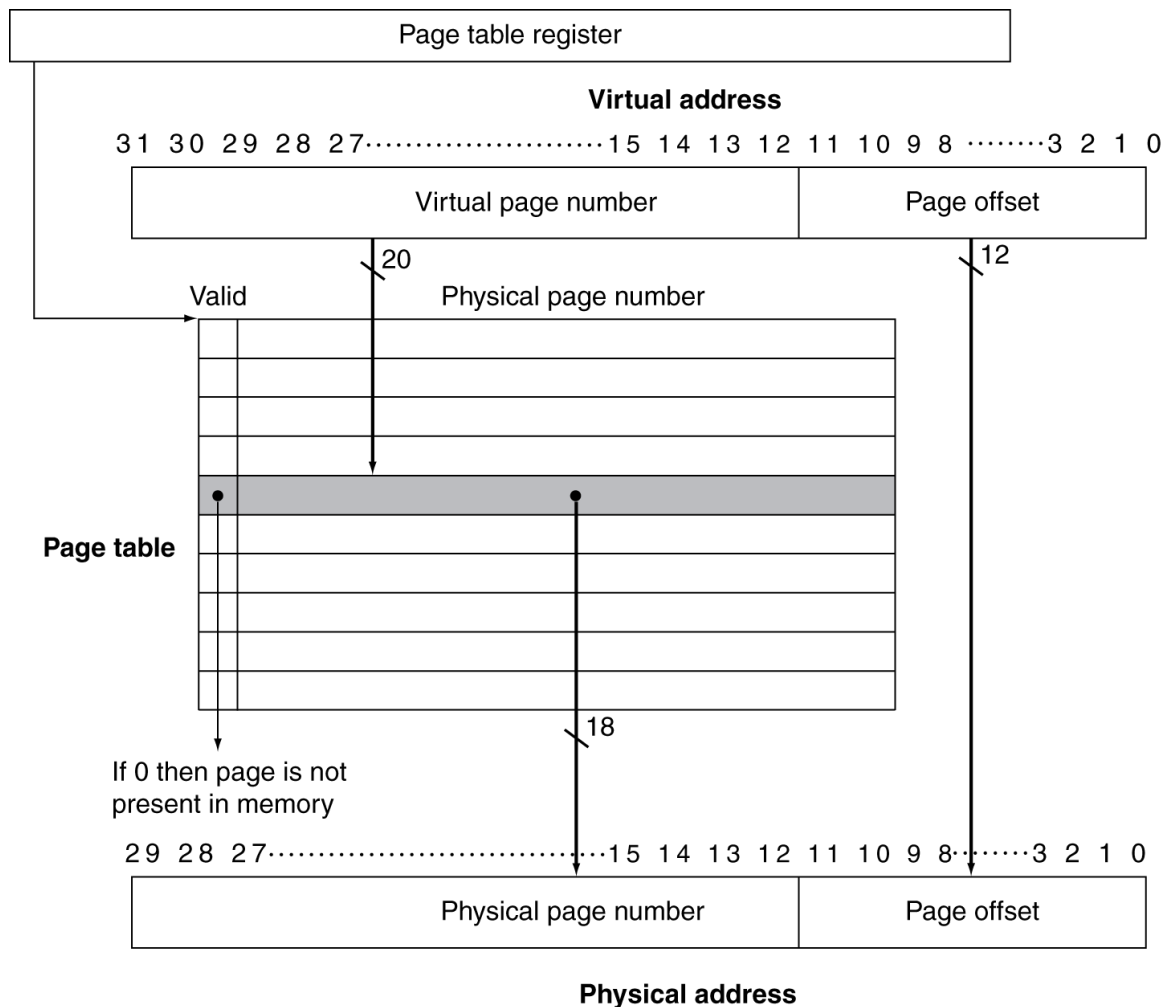 Page table register
Virtual address
31 30 29 28 27·························15 14 13 12 11 10 9 8 ········3 2 1 0
Virtual page number Page offset
20 12
Valid Physical page number
Page table
18
If 0 then page is not
present in memory
29 28 27···································15 14 13 12 11 10 9 8········3 2 1 0
Physical page number Page offset
Physical address